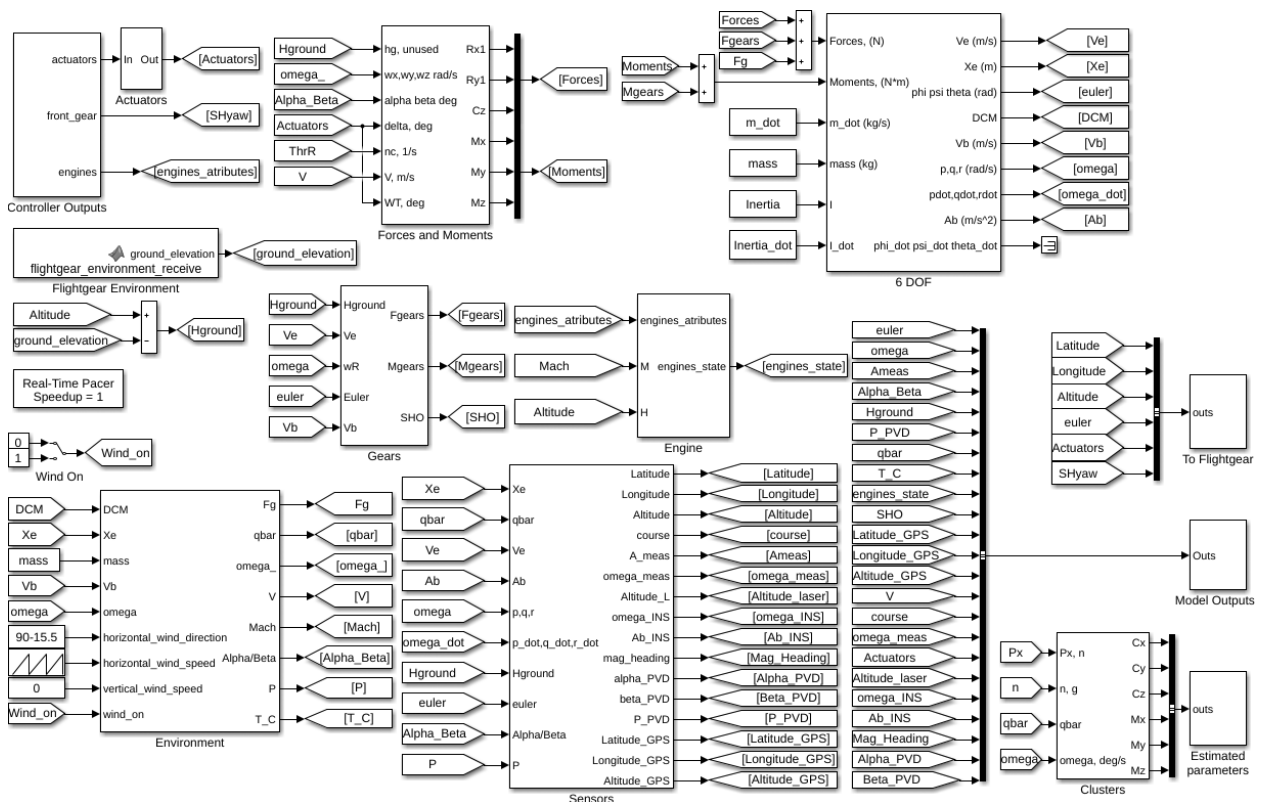 actuators
front_gear
engines
Controller Outputs
In Out
Actuators
[Actuators]
[SHyaw]
[engines_atributes]
Hground
omega_
Alpha_Beta
Actuators
ThrR
V
hg, unused
wx,wy,wz rad/s
alpha beta deg
delta, deg
nc, 1/s
V, m/s
WT, deg
Rx1
Ry1
Cz
Mx
My
Mz
Forces and Moments
[Forces]
[Moments]
Forces
Fgears
Fg
+
+
+
Moments
Mgears
+
+
m_dot
mass
Inertia
Inertia_dot
Forces, (N)
Moments, (N*m)
m_dot (kg/s)
mass (kg)
I
I_dot
Ve (m/s)
Xe (m)
phi psi theta (rad)
DCM
Vb (m/s)
p,q,r (rad/s)
pdot,qdot,rdot
Ab (m/s^2)
phi_dot psi_dot theta_dot
6 DOF
[Ve]
[Xe]
[euler]
[DCM]
[Vb]
[omega]
[omega_dot]
[Ab]
ground_elevation
flightgear_environment_receive
Flightgear Environment
[ground_elevation]
Altitude
ground_elevation
+
−
[Hground]
Real-Time Pacer
Speedup = 1
0
1
Wind On
Wind_on
Hground
Ve
omega
euler
Vb
Hground
Ve
wR
Euler
Vb
Fgears
Mgears
SHO
Gears
[Fgears]
[Mgears]
[SHO]
engines_atributes
Mach
Altitude
engines_atributes
M
H
engines_state
Engine
[engines_state]
DCM
Xe
mass
Vb
omega
90-15.5
0
Wind_on
DCM
Xe
mass
Vb
omega
horizontal_wind_direction
horizontal_wind_speed
vertical_wind_speed
wind_on
Fg
qbar
omega_
V
Mach
Alpha/Beta
P
T_C
Environment
Fg
[qbar]
[omega_]
[V]
[Mach]
[Alpha_Beta]
[P]
[T_C]
Xe
qbar
Ve
Ab
omega
omega_dot
Hground
euler
Alpha_Beta
P
Xe
qbar
Ve
Ab
p,q,r
p_dot,q_dot,r_dot
Hground
euler
Alpha/Beta
P
Latitude
Longitude
Altitude
course
A_meas
omega_meas
Altitude_L
omega_INS
Ab_INS
mag_heading
alpha_PVD
beta_PVD
P_PVD
Latitude_GPS
Longitude_GPS
Altitude_GPS
Sensors
[Latitude]
[Longitude]
[Altitude]
[course]
[Ameas]
[omega_meas]
[Altitude_laser]
[omega_INS]
[Ab_INS]
[Mag_Heading]
[Alpha_PVD]
[Beta_PVD]
[P_PVD]
[Latitude_GPS]
[Longitude_GPS]
[Altitude_GPS]
euler
omega
Ameas
Alpha_Beta
Hground
P_PVD
qbar
T_C
engines_state
SHO
Latitude_GPS
Longitude_GPS
Altitude_GPS
V
course
omega_meas
Actuators
Altitude_laser
omega_INS
Ab_INS
Mag_Heading
Alpha_PVD
Beta_PVD
Latitude
Longitude
Altitude
euler
Actuators
SHyaw
outs
To Flightgear
Outs
Model Outputs
Px
n
qbar
omega
Px, n
n, g
qbar
omega, deg/s
Cx
Cy
Cz
Mx
My
Mz
Clusters
outs
Estimated
parameters